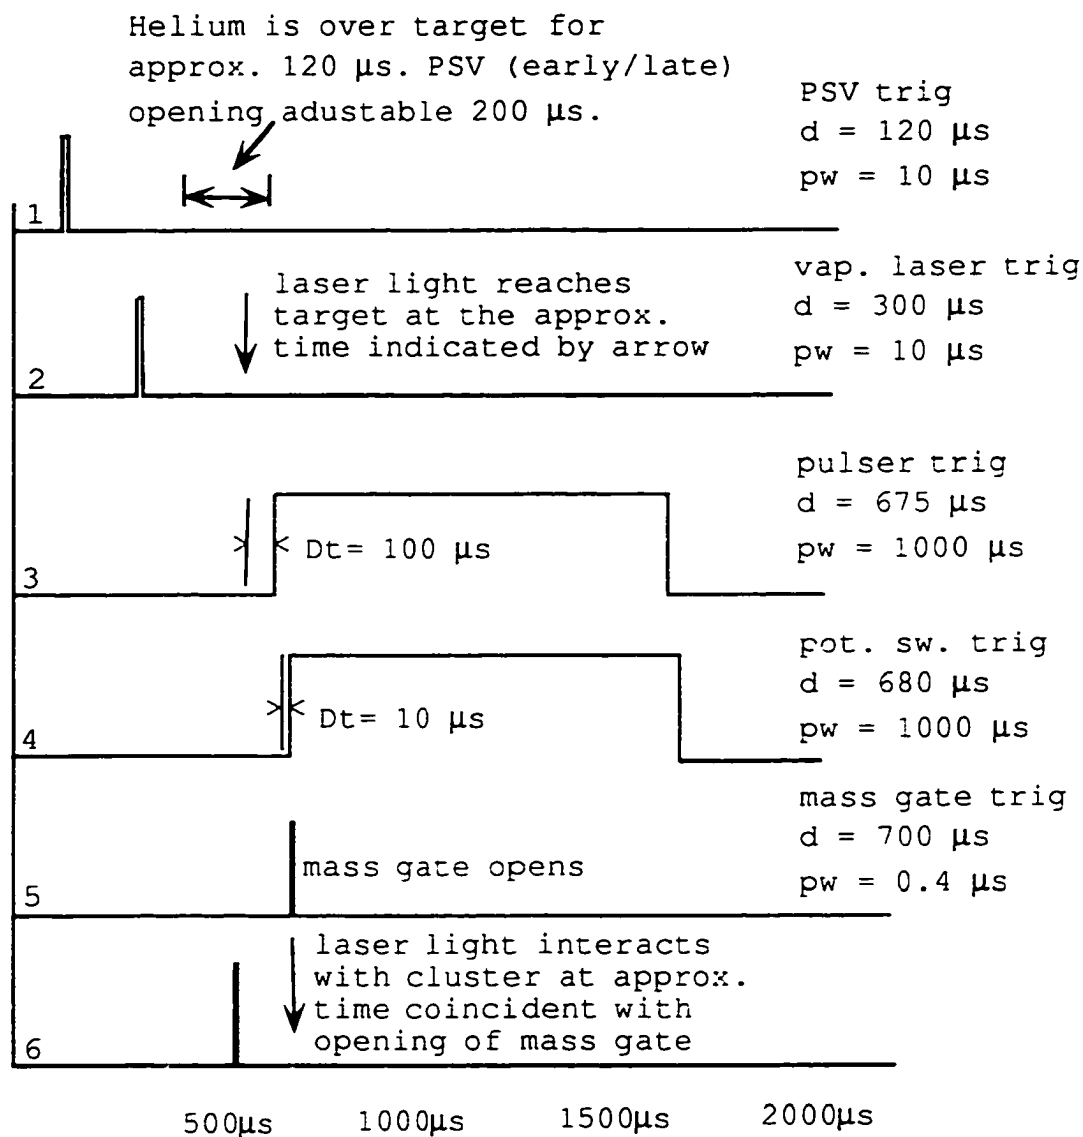 Helium is over target for
approx. 120 μs. PSV (early/late)
opening adustable 200 μs.
PSV trig
d = 120 μs
pw = 10 μs
1
vap. laser trig
d = 300 μs
pw = 10 μs
laser light reaches
target at the approx.
time indicated by arrow
2
pulser trig
d = 675 μs
pw = 1000 μs
Dt= 100 μs
3
pot. sw. trig
d = 680 μs
pw = 1000 μs
Dt= 10 μs
4
mass gate trig
d = 700 μs
pw = 0.4 μs
mass gate opens
5
laser light interacts
with cluster at approx.
time coincident with
opening of mass gate
6
500μs 1000μs 1500μs 2000μs